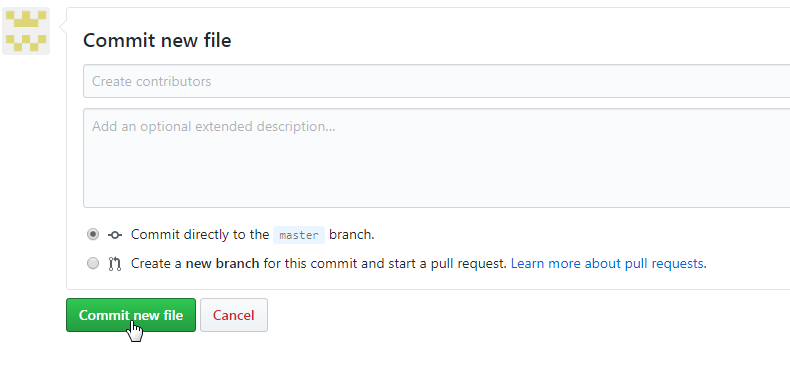 Commit new file
Create contributors
Add an optional extended description...
Commit directly to the master branch.
Create a new branch for this commit and start a pull request. Learn more about pull requests.
Commit new file Cancel